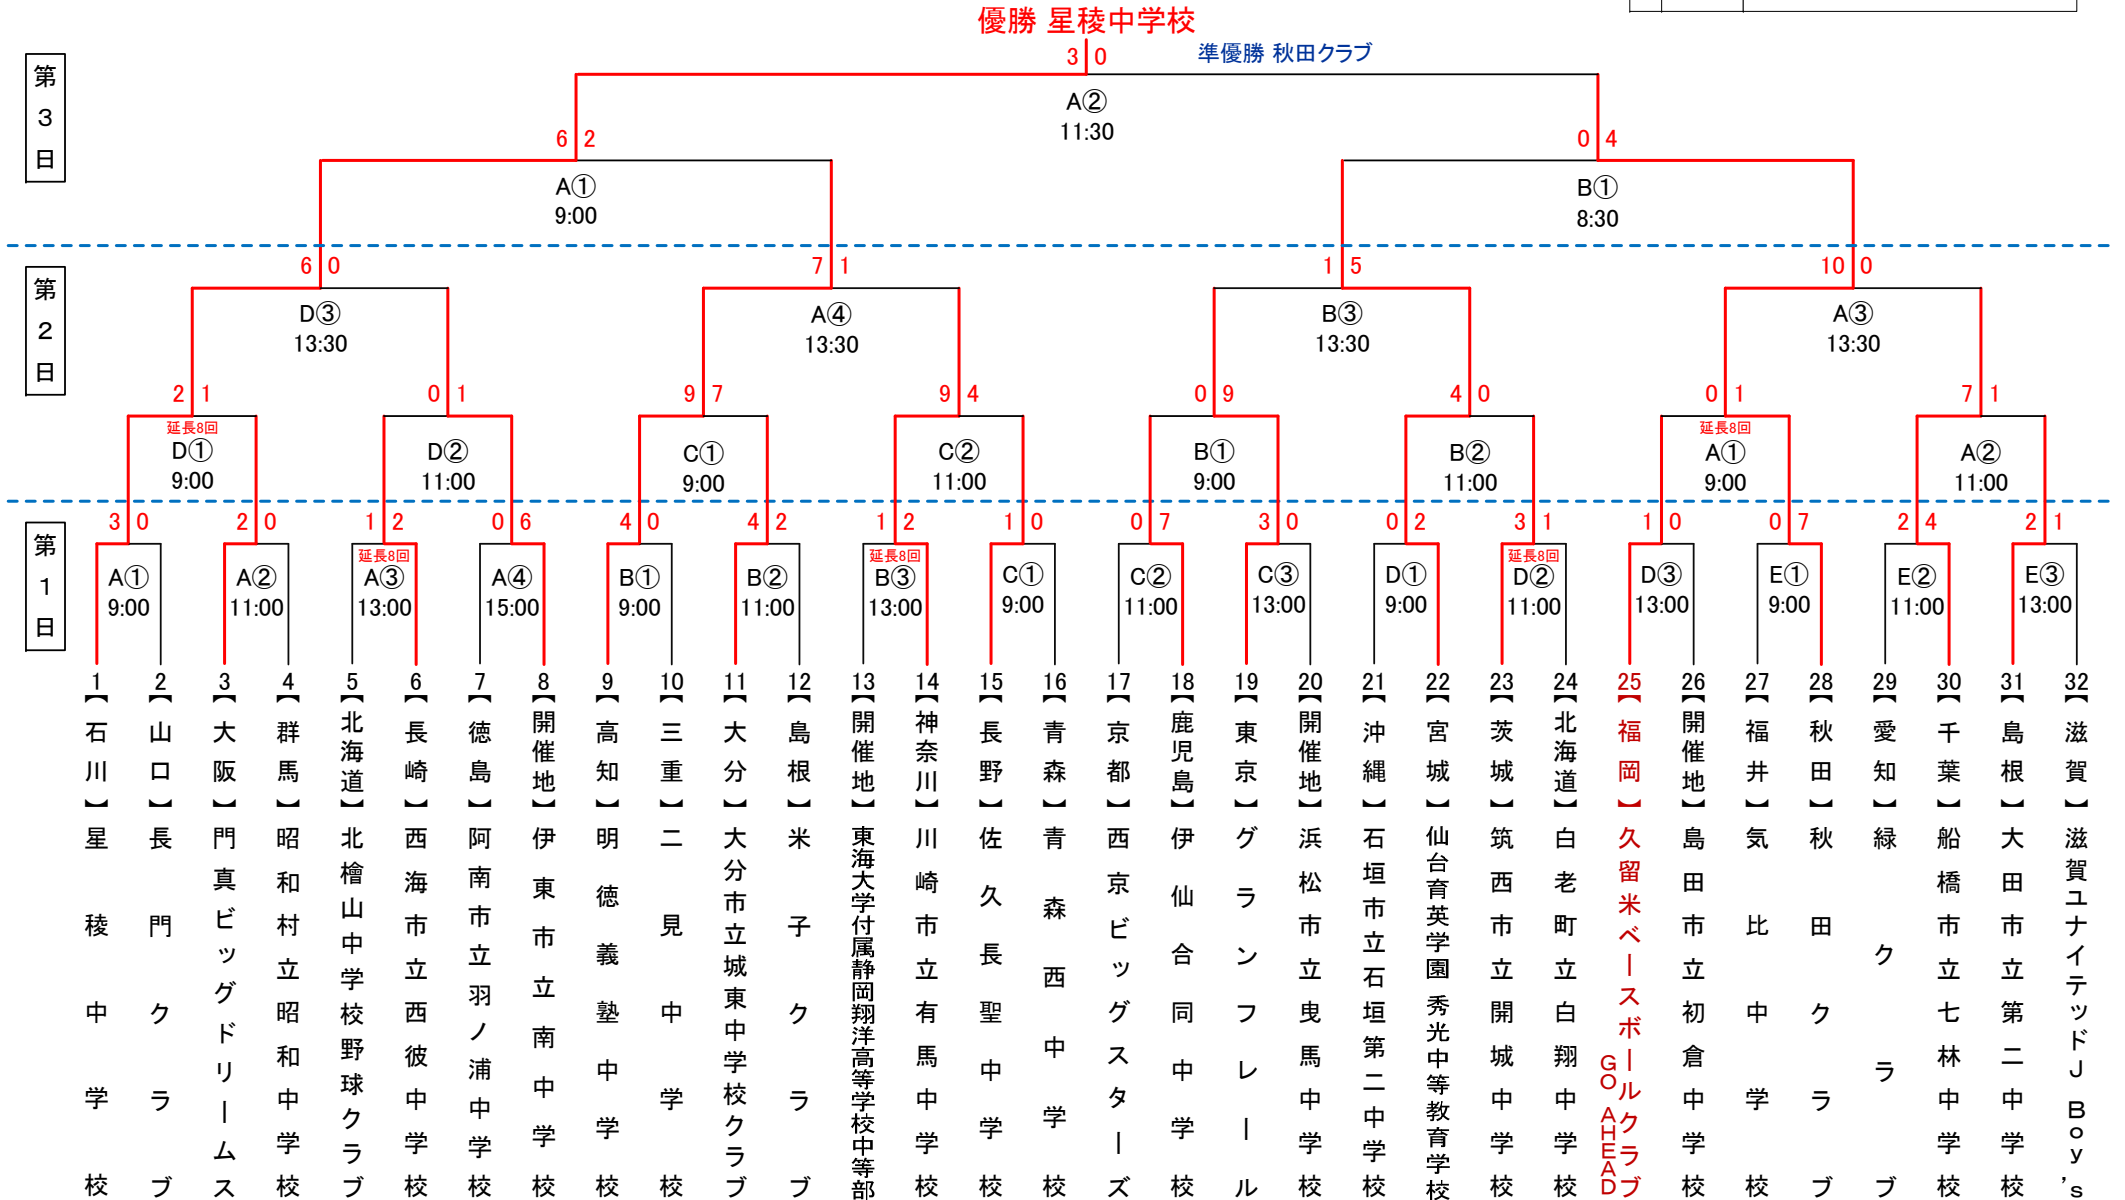 優勝 星稜中学校
3 0
準優勝 秋田クラブ
第3日
A②
11:30
6 2
0 4
A①
9:00
B①
8:30
第2日
6 0
7 1
1 5
10 0
D③
13:30
A④
13:30
B③
13:30
A③
13:30
2 1
0 1
9 7
9 4
0 9
4 0
0 1
7 1
延長8回
D①
9:00
D②
11:00
C①
9:00
C②
11:00
B①
9:00
B②
11:00
延長8回
A①
9:00
A②
11:00
第1日
3 0
2 0
1 2
0 6
4 0
4 2
1 2
1 0
0 7
3 0
0 2
3 1
1 0
0 7
2 4
2 1
A①
9:00
A②
11:00
延長8回
A③
13:00
A④
15:00
B①
9:00
B②
11:00
延長8回
B③
13:00
C①
9:00
C②
11:00
C③
13:00
D①
9:00
延長8回
D②
11:00
D③
13:00
E①
9:00
E②
11:00
E③
13:00
1【石川】星稜中学校
2【山口】長門クラブ
3【大阪】門真ビッグドリームス
4【群馬】昭和村立昭和中学校
5【北海道】北檜山中学校野球クラブ
6【長崎】西海市立西彼中学校
7【徳島】阿南市立羽ノ浦中学校
8【開催地】伊東市立南中学校
9【高知】明徳義塾中学校
10【三重】二見中学校
11【大分】大分市立城東中学校クラブ
12【島根】米子クラブ
13【開催地】東海大学付属静岡翔洋高等学校中等部
14【神奈川】川崎市立有馬中学校
15【長野】佐久長聖中学校
16【青森】青森西中学校
17【京都】西京ビッグスターズ
18【鹿児島】伊仙合同中学校
19【東京】グランフレール
20【開催地】浜松市立曳馬中学校
21【沖縄】石垣市立石垣第二中学校
22【宮城】仙台育英学園 秀光中等教育学校
23【茨城】筑西市立開城中学校
24【北海道】白老町立白翔中学校
25【福岡】久留米ベースボールクラブ
GO AHEAD
26【開催地】島田市立初倉中学校
27【福井】気比中学校
28【秋田】秋田クラブ
29【愛知】緑クラブ
30【千葉】船橋市立七林中学校
31【島根】大田市立第二中学校
32【滋賀】滋賀ユナイテッドJ Boy's